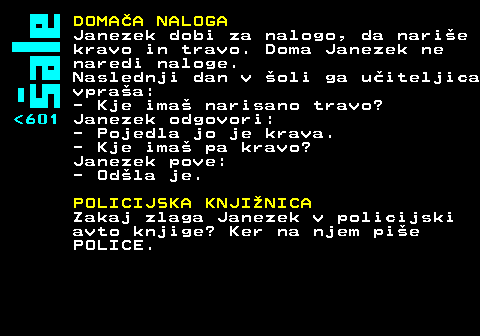 šale
<601
DOMAČA NALOGA
Janezek dobi za nalogo, da nariše
kravo in travo. Doma Janezek ne
naredi naloge.
Naslednji dan v šoli ga učiteljica
vpraša:
- Kje imaš narisano travo?
Janezek odgovori:
- Pojedla jo je krava.
- Kje imaš pa kravo?
Janezek pove:
- Odšla je.
POLICIJSKA KNJIŽNICA
Zakaj zlaga Janezek v policijski
avto knjige? Ker na njem piše
POLICE.